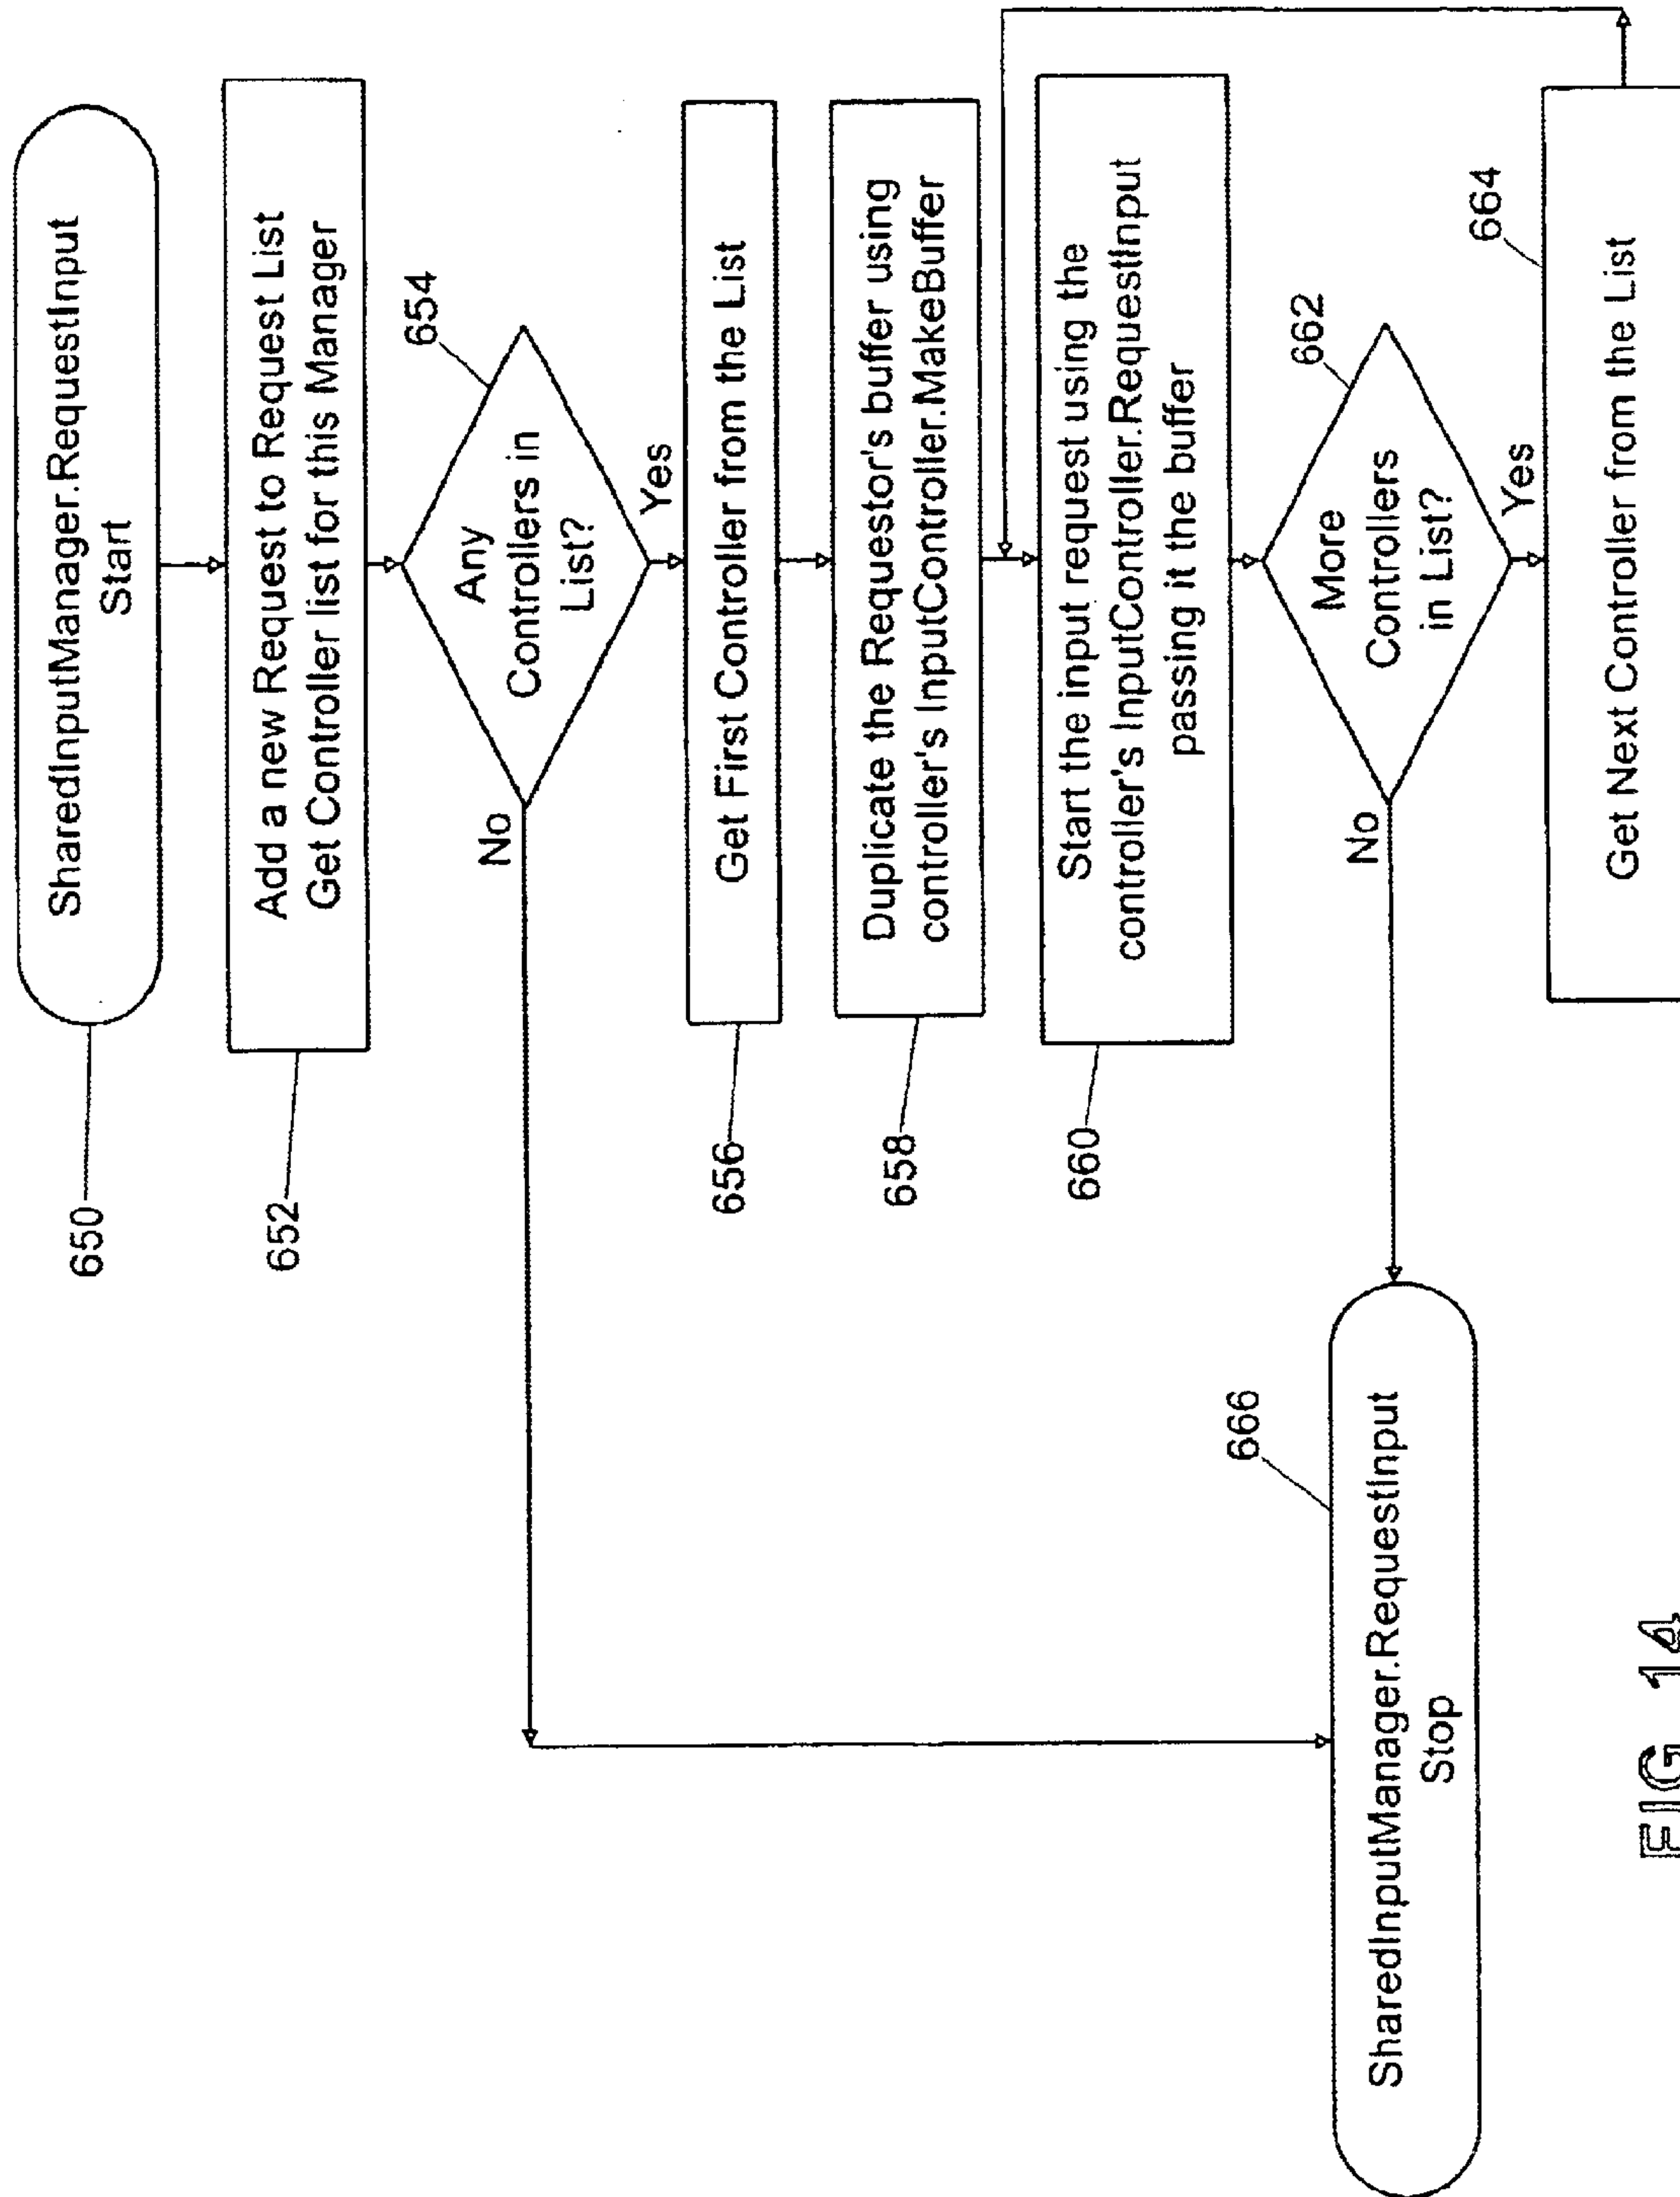 650
SharedInputManager.RequestInput
Start
652
Add a new Request to Request List
Get Controller list for this Manager
654
Any
Controllers in
List?
No
Yes
656
Get First Controller from the List
658
Duplicate the Requestor's buffer using
controller's InputController.MakeBuffer
660
Start the input request using the
controller's InputController.RequestInput
passing it the buffer
662
More
Controllers
in List?
No
Yes
664
Get Next Controller from the List
666
SharedInputManager.RequestInput
Stop
FIG 14